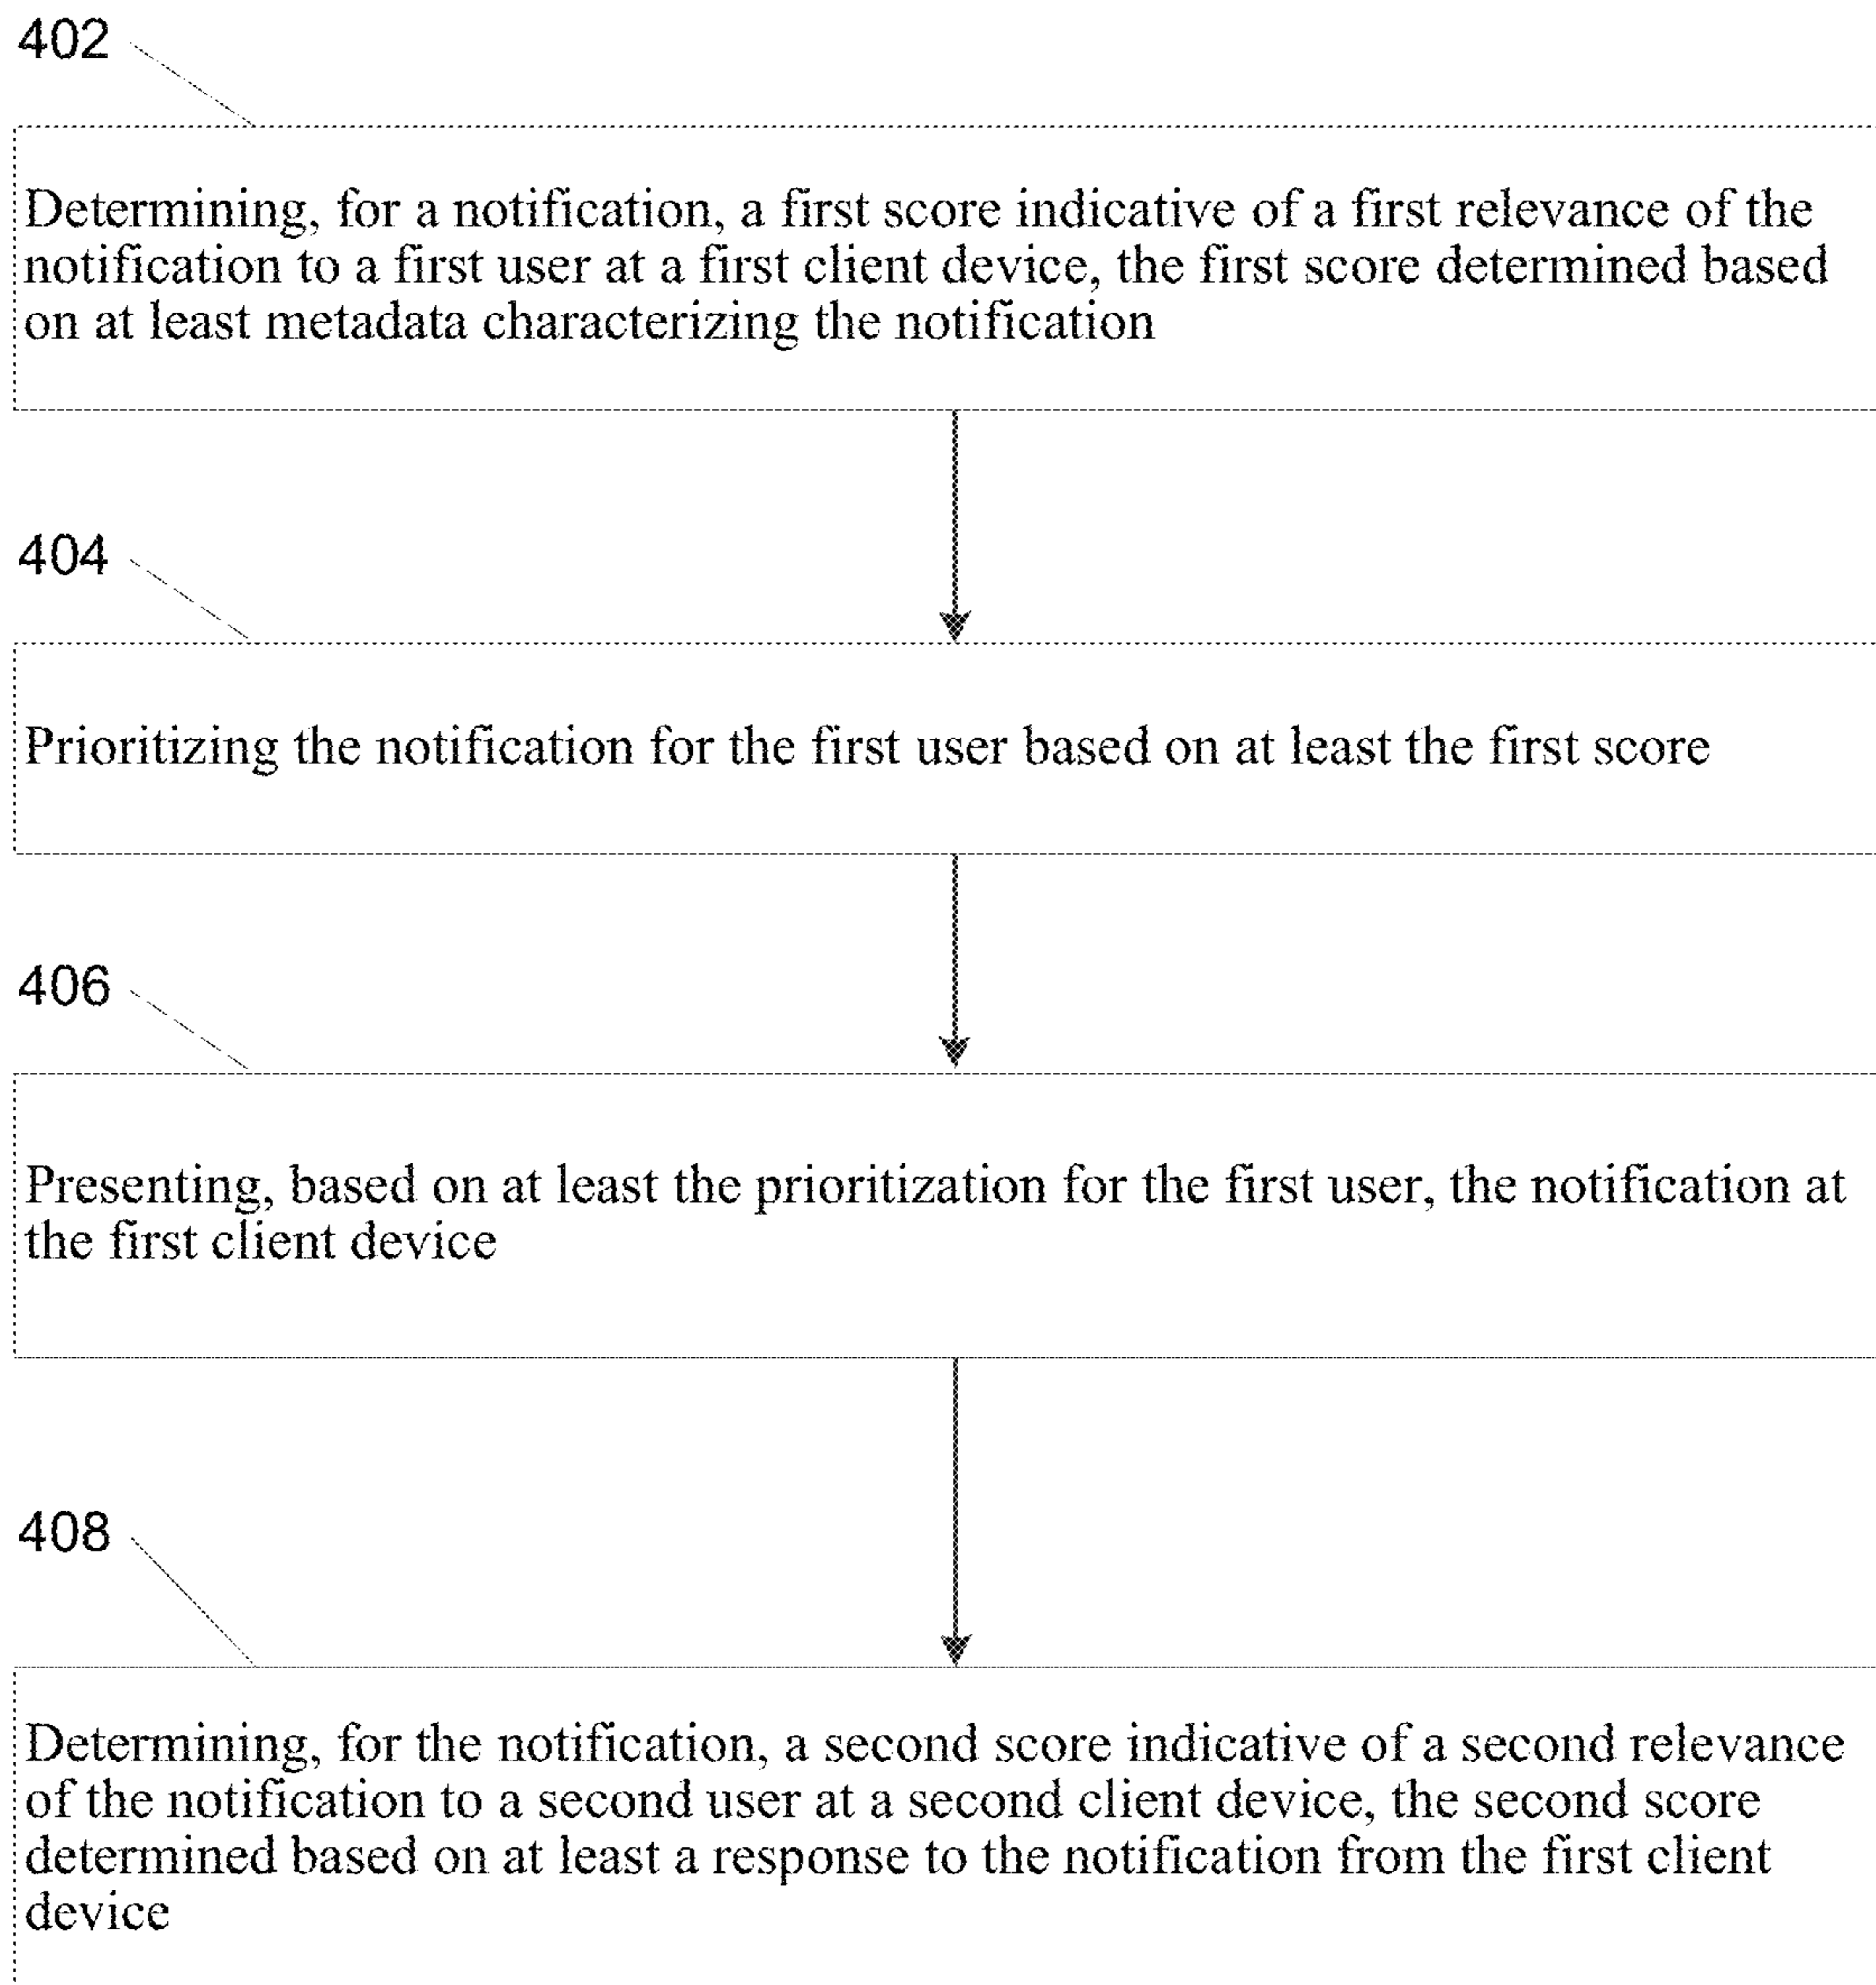 402
Determining, for a notification, a first score indicative of a first relevance of the
notification to a first user at a first client device, the first score determined based
on at least metadata characterizing the notification
404
Prioritizing the notification for the first user based on at least the first score
406
Presenting, based on at least the prioritization for the first user, the notification at
the first client device
408
Determining, for the notification, a second score indicative of a second relevance
of the notification to a second user at a second client device, the second score
determined based on at least a response to the notification from the first client
device